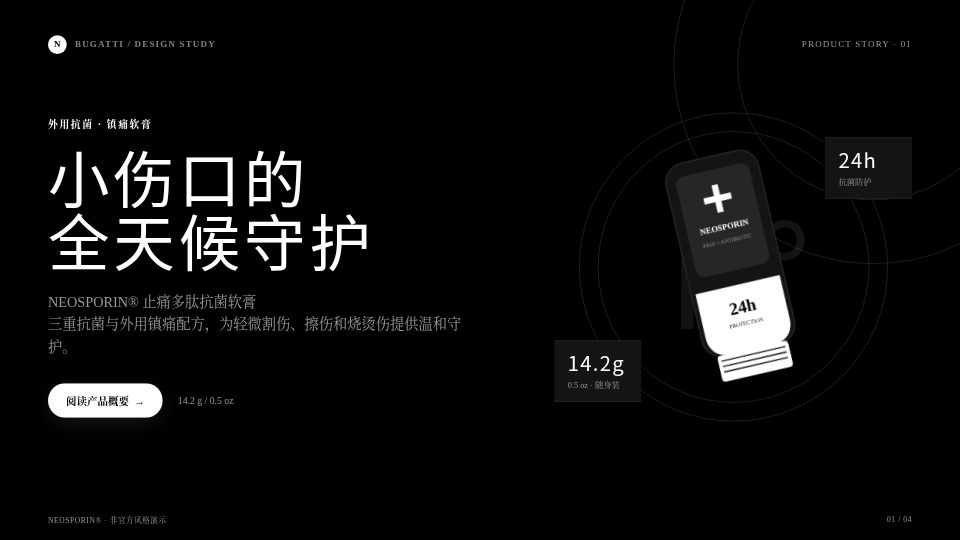 N BUGATTI / DESIGN STUDY
PRODUCT STORY · 01
外用抗菌 · 镇痛软膏
小伤口的
全天候守护
NEOSPORIN® 止痛多肽抗菌软膏
三重抗菌与外用镇痛配方，为轻微割伤、擦伤和烧烫伤提供温和守
护。
阅读产品概要 →
14.2 g / 0.5 oz
NEOSPORIN
PAIN + ANTIBIOTIC
24h
PROTECTION
24h
抗菌防护
14.2g
0.5 oz · 随身装
NEOSPORIN® · 非官方风格演示
01 / 04